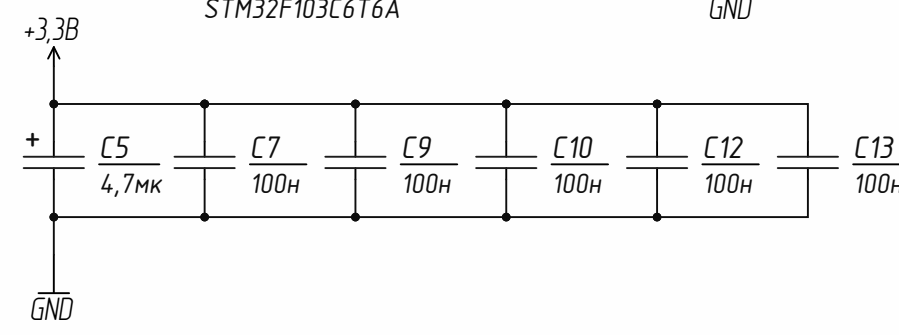 STM32F103C6T6A
GND
+3,3В
+
C5
4,7мк
C7
100н
C9
100н
C10
100н
C12
100н
C13
100н
GND